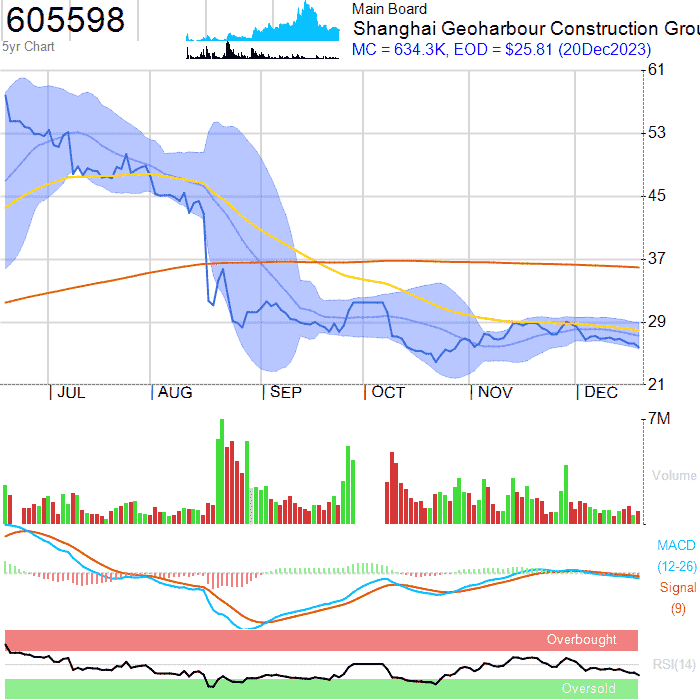 605598
5yr Chart
Main Board
Shanghai Geoharbour Construction Grou
MC = 634.3K, EOD = $25.81 (20Dec2023)
61
53
45
37
29
21
JUL
AUG
SEP
OCT
NOV
DEC
7M
Volume
MACD
(12-26)
Signal
(9)
Overbought
RSI(14)
Oversold